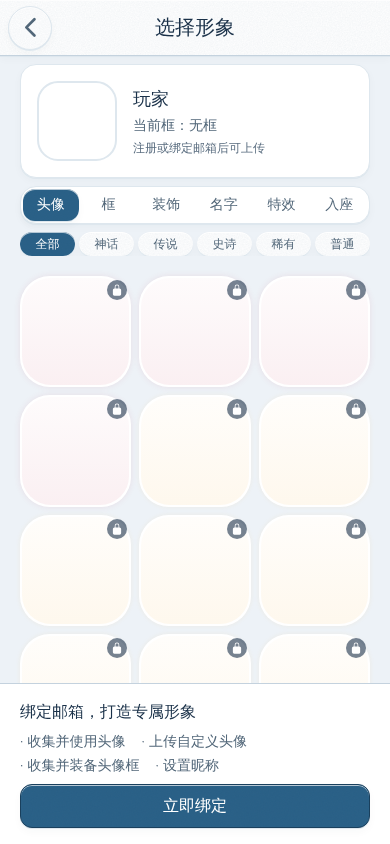 选择形象
玩家
当前框：无框
注册或绑定邮箱后可上传
头像 框 装饰 名字 特效 入座
全部 神话 传说 史诗 稀有 普通
绑定邮箱，打造专属形象
· 收集并使用头像 · 上传自定义头像
· 收集并装备头像框 · 设置昵称
立即绑定